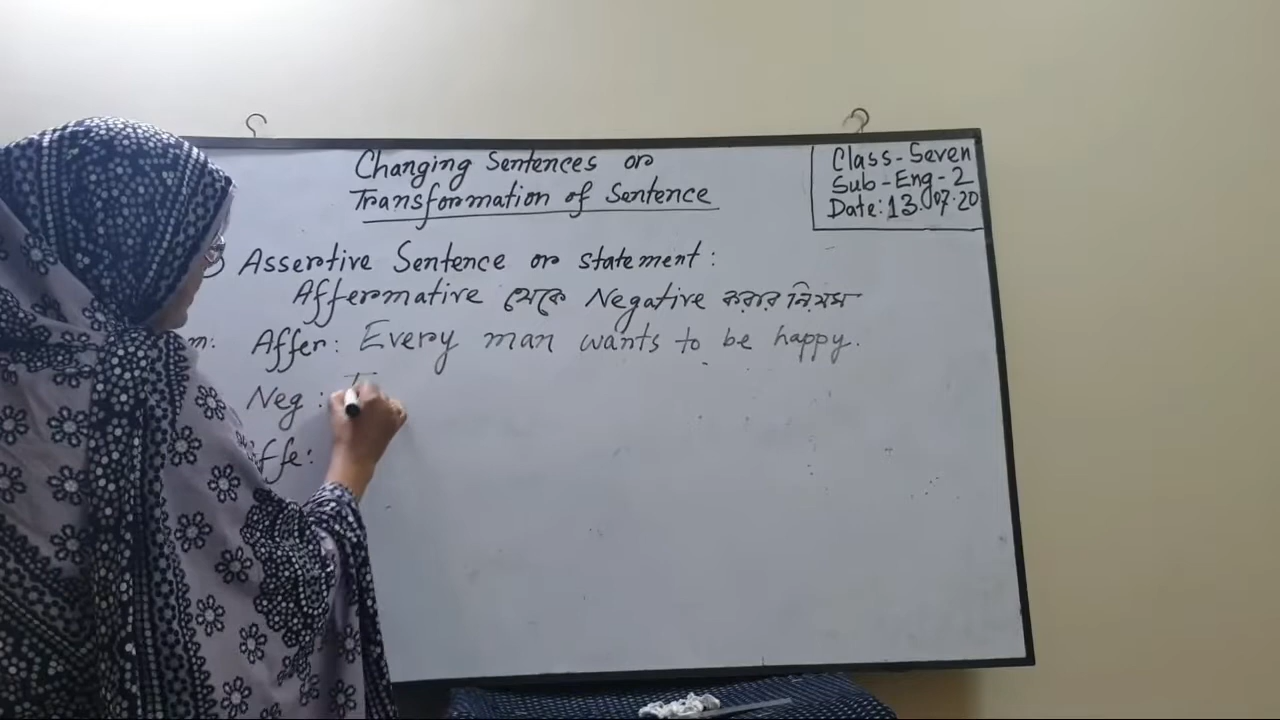 Changing Sentences or
Transformation of Sentence
Class-Seven
Sub-Eng-2
Date: 13.07.20
Assertive Sentence or statement:
Affermative থেকে Negative করার নিয়ম
m: Affer: Every man wants to be happy.
Neg:
ffe: